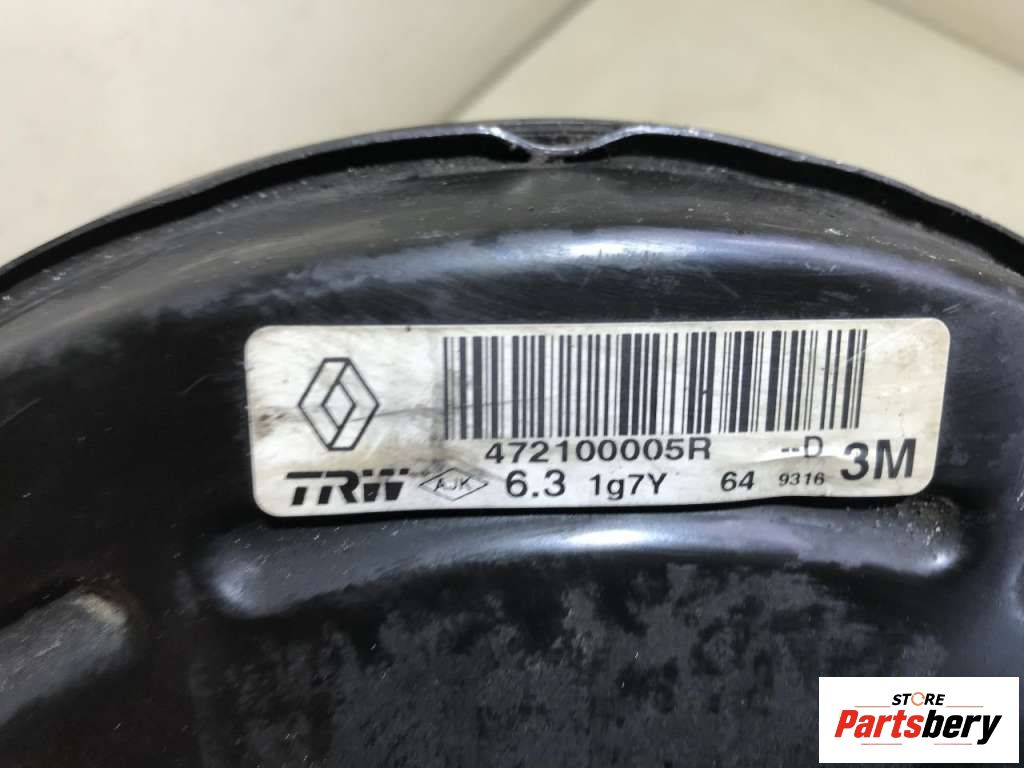 472100005R --D 3M
TRW AJK 6.3 1g7Y 64 9316
STORE
Partsbery